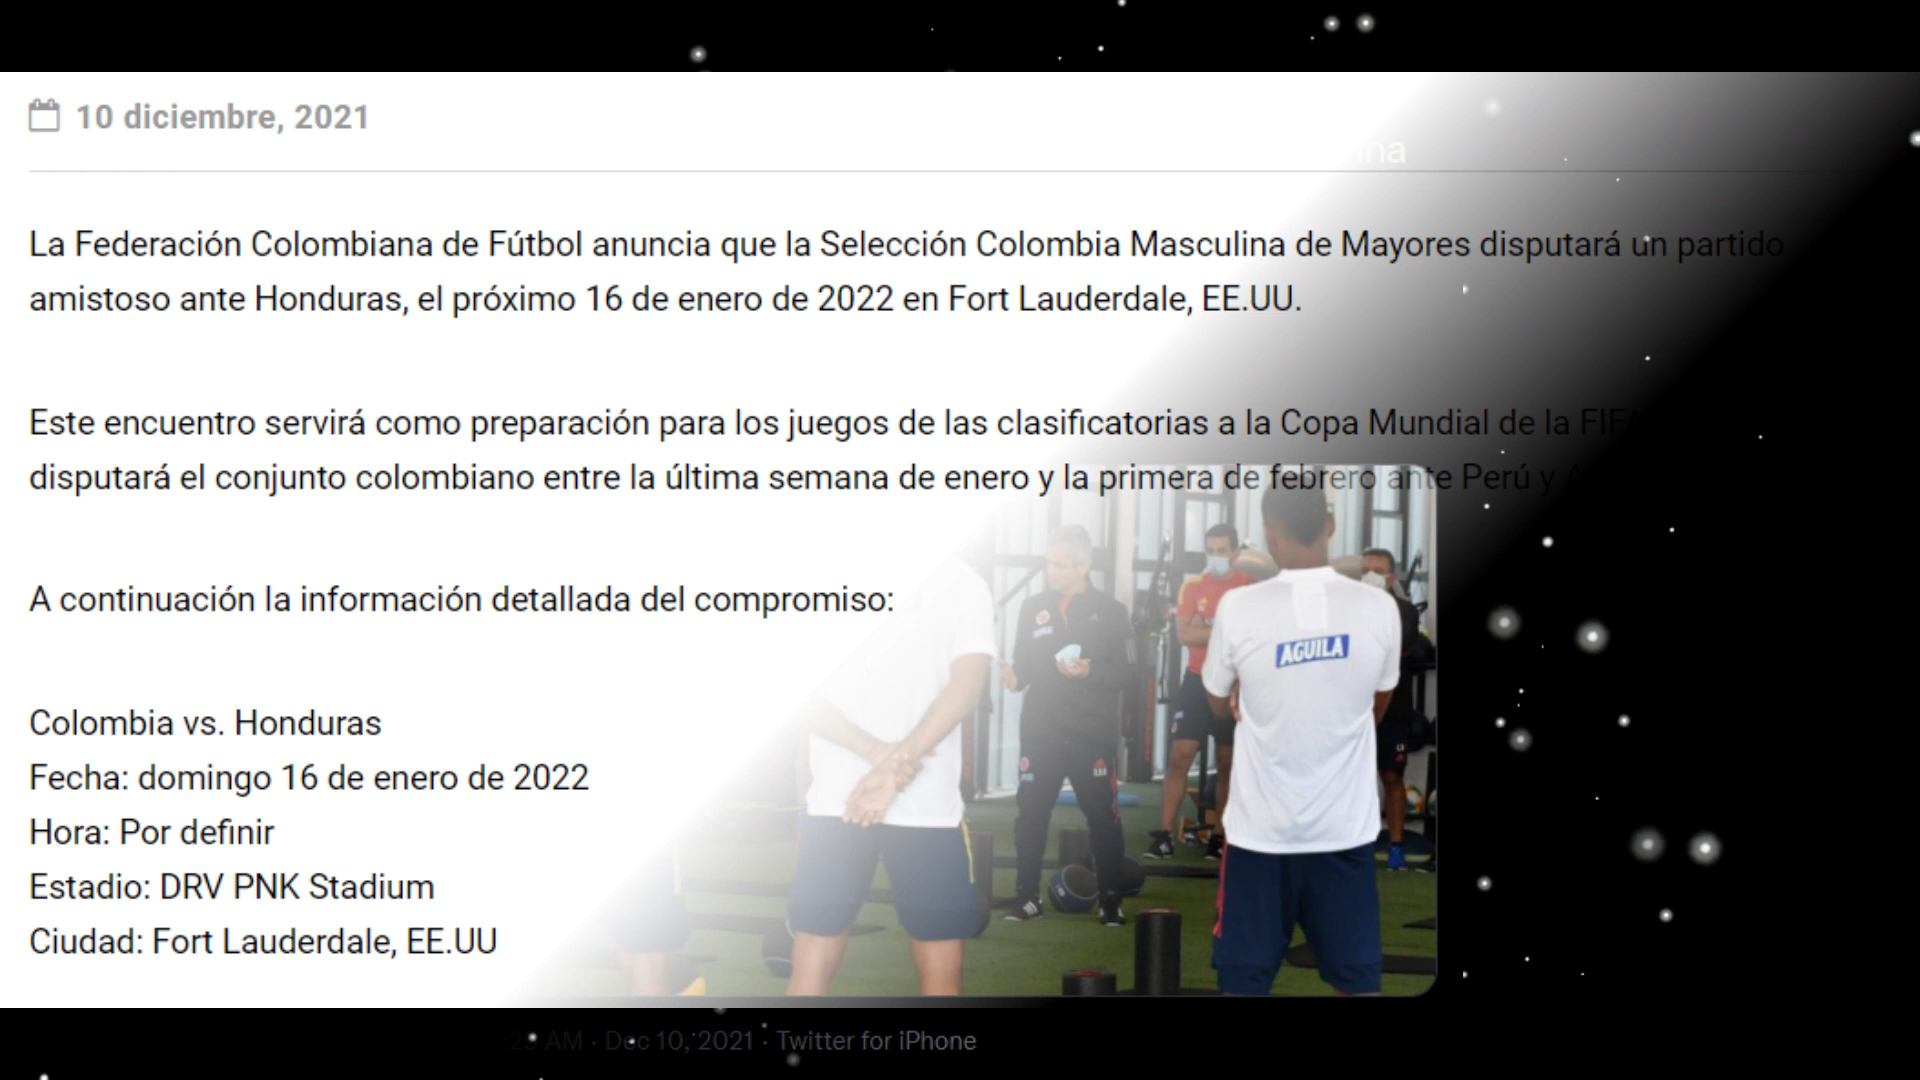 10 diciembre, 2021
La Federación Colombiana de Fútbol anuncia que la Selección Colombia Masculina de Mayores disputará un partido
amistoso ante Honduras, el próximo 16 de enero de 2022 en Fort Lauderdale, EE.UU.
Este encuentro servirá como preparación para los juegos de las clasificatorias a la Copa Mundial de la FIFA
disputará el conjunto colombiano entre la última semana de enero y la primera de febrero ante Perú y
A continuación la información detallada del compromiso:
AGUILA
Colombia vs. Honduras
Fecha: domingo 16 de enero de 2022
Hora: Por definir
Estadio: DRV PNK Stadium
Ciudad: Fort Lauderdale, EE.UU
AM · Dec 10, 2021 · Twitter for iPhone